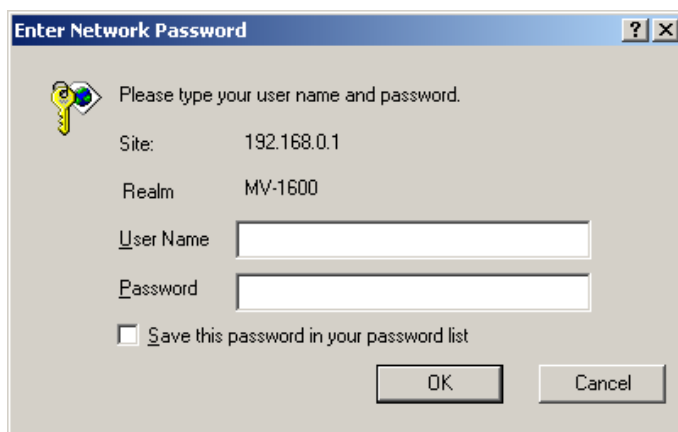 Enter Network Password
Please type your user name and password.
Site: 192.168.0.1
Realm MV-1600
User Name
Password
Save this password in your password list
OK Cancel